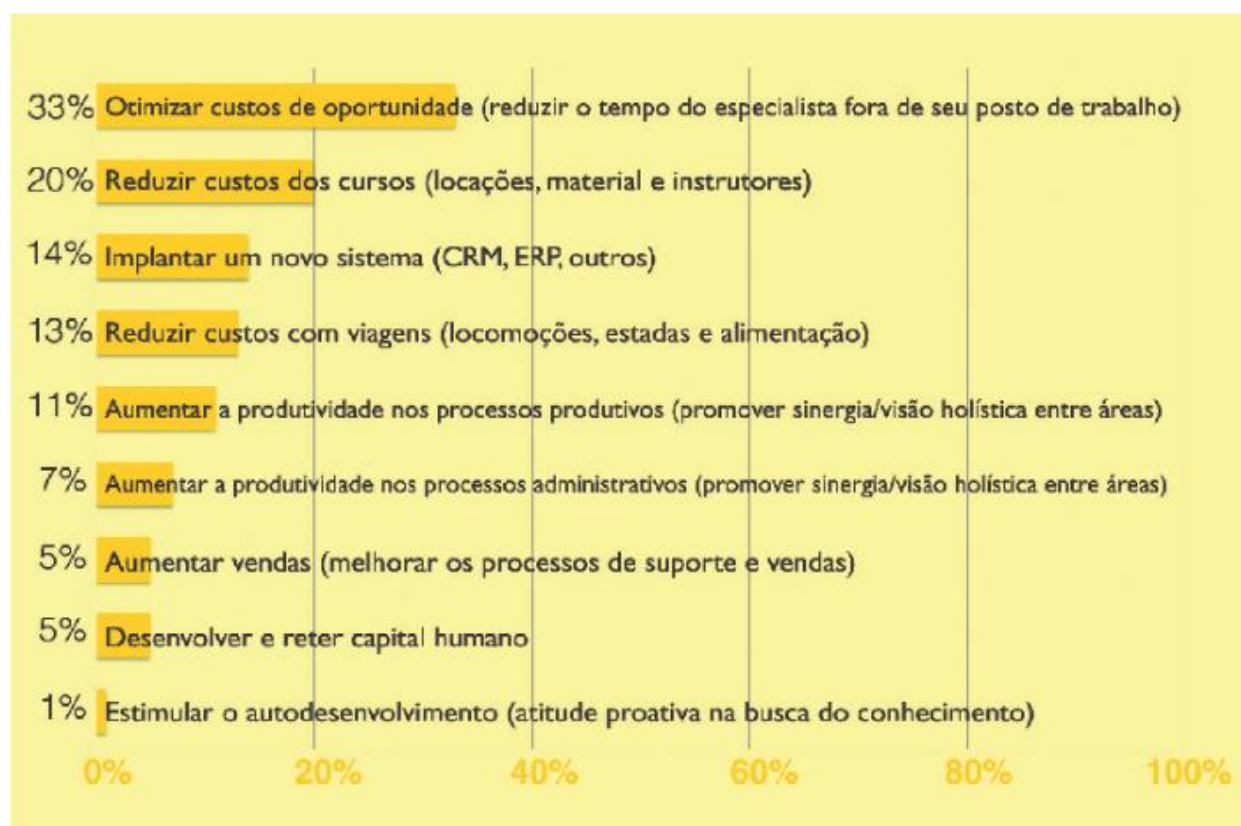 33% Otimizar custos de oportunidade (reduzir o tempo do especialista fora de seu posto de trabalho)
20% Reduzir custos dos cursos (locações, material e instrutores)
14% Implantar um novo sistema (CRM, ERP, outros)
13% Reduzir custos com viagens (locomoções, estadas e alimentação)
11% Aumentar a produtividade nos processos produtivos (promover sinergia/visão holística entre áreas)
7% Aumentar a produtividade nos processos administrativos (promover sinergia/visão holística entre áreas)
5% Aumentar vendas (melhorar os processos de suporte e vendas)
5% Desenvolver e reter capital humano
1% Estimular o autodesenvolvimento (atitude proativa na busca do conhecimento)
0% 20% 40% 60% 80% 100%